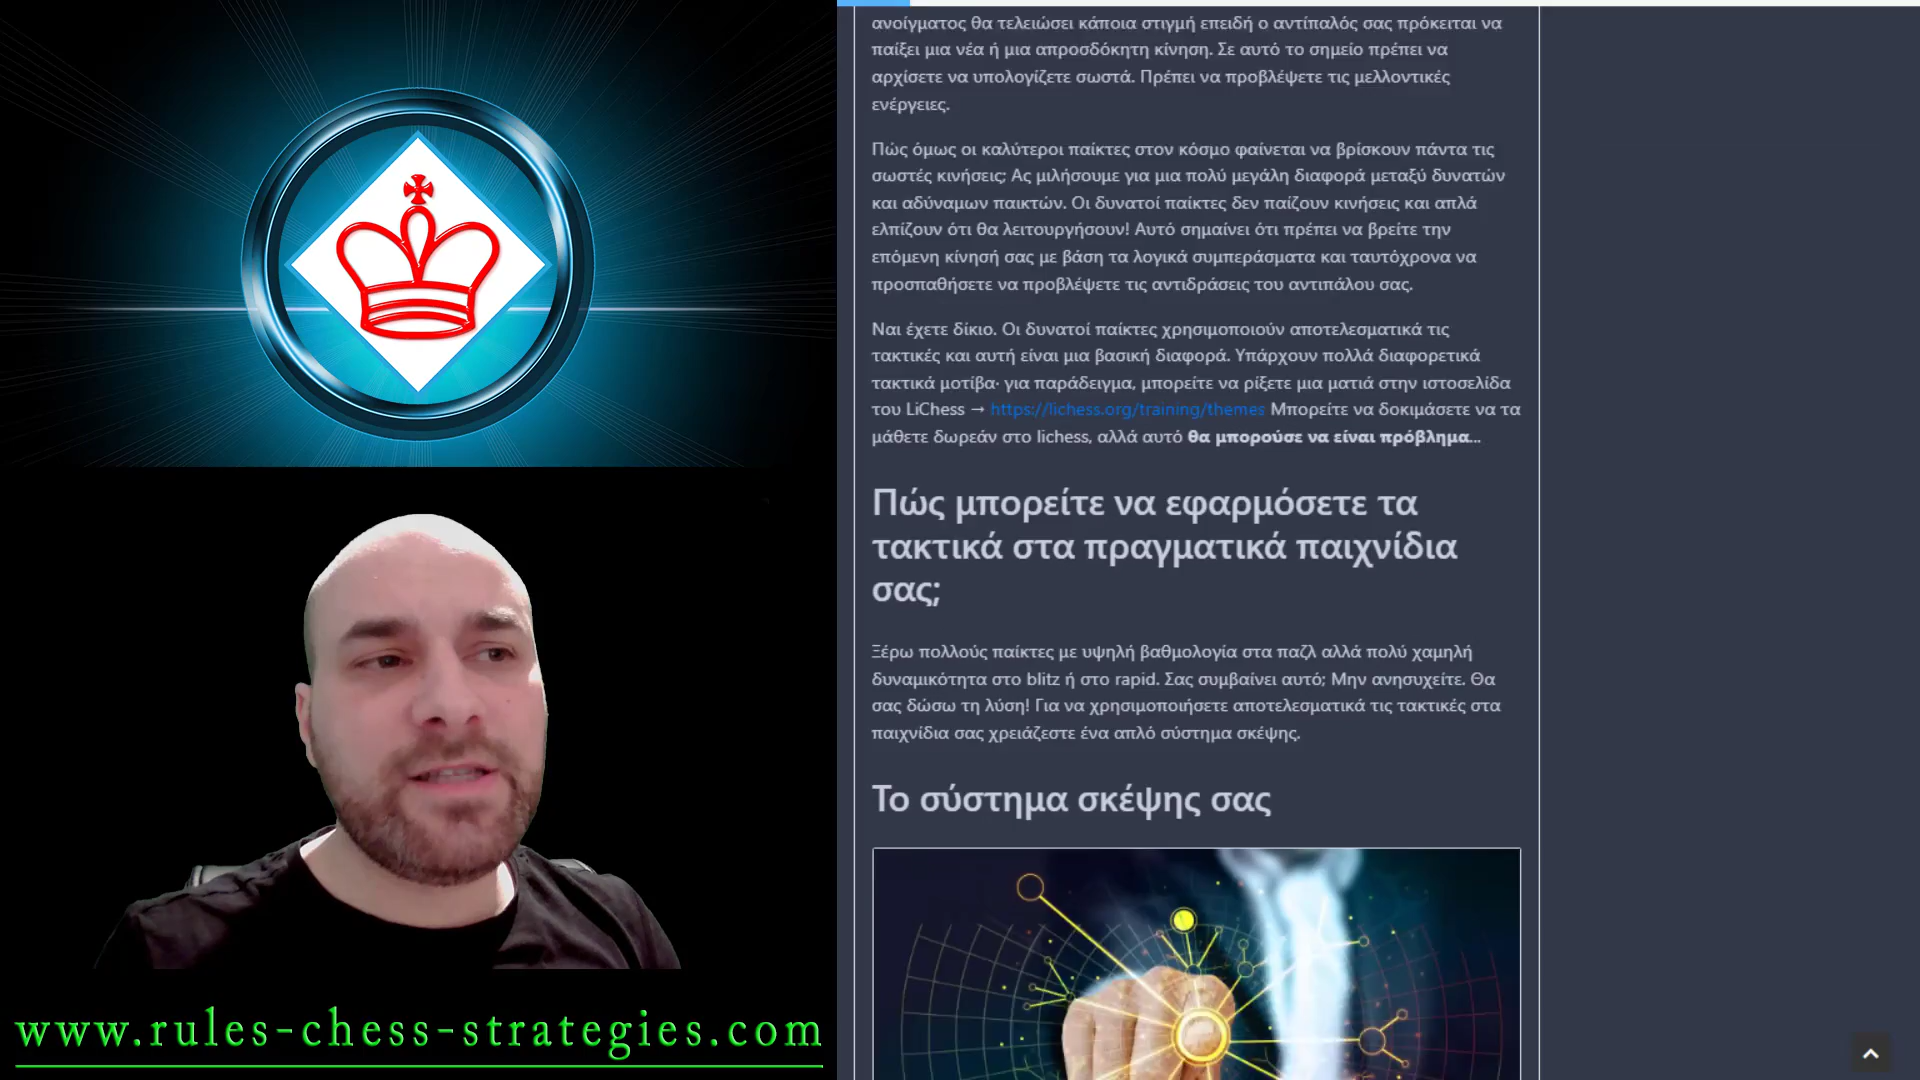 ανοίγματος θα τελειώσει κάποια στιγμή επειδή ο αντίπαλός σας πρόκειται να
παίξει μια νέα ή μια απροσδόκητη κίνηση. Σε αυτό το σημείο πρέπει να
αρχίσετε να υπολογίζετε σωστά. Πρέπει να προβλέψετε τις μελλοντικές
ενέργειες.
Πώς όμως οι καλύτεροι παίκτες στον κόσμο φαίνεται να βρίσκουν πάντα τις
σωστές κινήσεις; Ας μιλήσουμε για μια πολύ μεγάλη διαφορά μεταξύ δυνατών
και αδύναμων παικτών. Οι δυνατοί παίκτες δεν παίζουν κινήσεις και απλά
ελπίζουν ότι θα λειτουργήσουν! Αυτό σημαίνει ότι πρέπει να βρείτε την
επόμενη κίνησή σας με βάση τα λογικά συμπεράσματα και ταυτόχρονα να
προσπαθήσετε να προβλέψετε τις αντιδράσεις του αντιπάλου σας.
Ναι έχετε δίκιο. Οι δυνατοί παίκτες χρησιμοποιούν αποτελεσματικά τις
τακτικές και αυτή είναι μια βασική διαφορά. Υπάρχουν πολλά διαφορετικά
τακτικά μοτίβα· για παράδειγμα, μπορείτε να ρίξετε μια ματιά στην ιστοσελίδα
του LiChess → https://lichess.org/training/themes Μπορείτε να δοκιμάσετε να τα
μάθετε δωρεάν στο lichess, αλλά αυτό θα μπορούσε να είναι πρόβλημα...
Πώς μπορείτε να εφαρμόσετε τα
τακτικά στα πραγματικά παιχνίδια
σας;
Ξέρω πολλούς παίκτες με υψηλή βαθμολογία στα παζλ αλλά πολύ χαμηλή
δυναμικότητα στο blitz ή στο rapid. Σας συμβαίνει αυτό; Μην ανησυχείτε. Θα
σας δώσω τη λύση! Για να χρησιμοποιήσετε αποτελεσματικά τις τακτικές στα
παιχνίδια σας χρειάζεστε ένα απλό σύστημα σκέψης.
Το σύστημα σκέψης σας
www.rules-chess-strategies.com